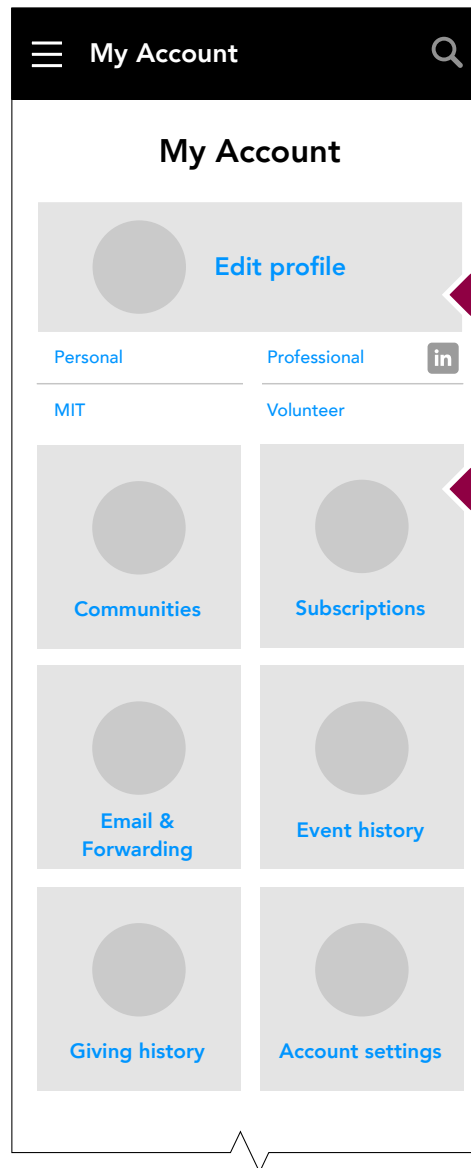 My Account
My Account
Edit profile
Personal
Professional
in
MIT
Volunteer
Communities
Subscriptions
Email &
Forwarding
Event history
Giving history
Account settings